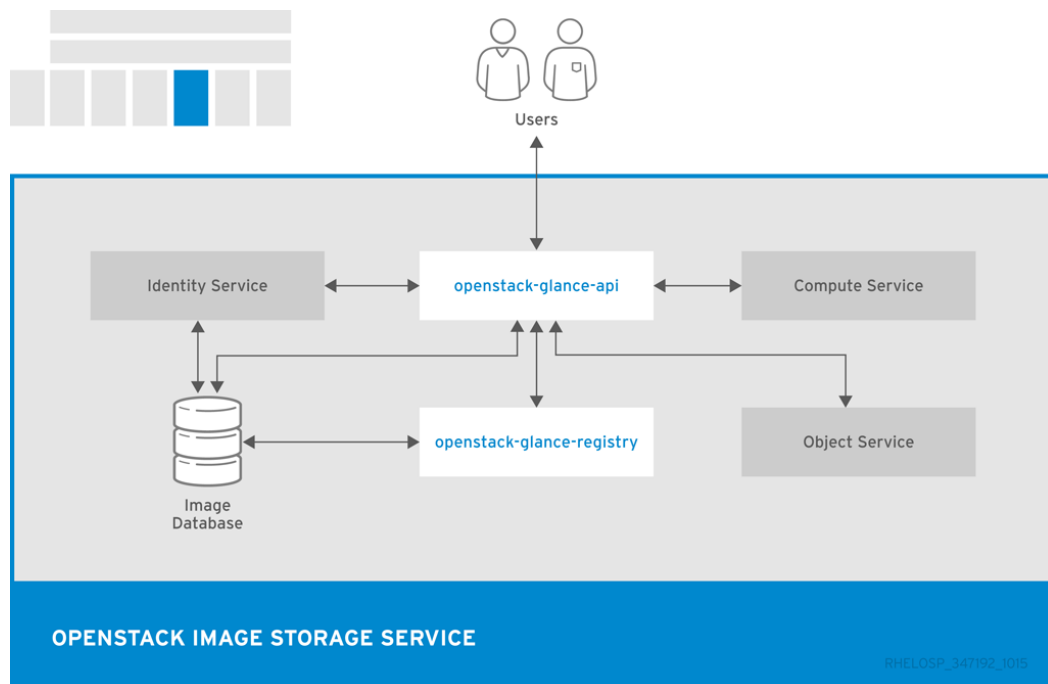 Users
Identity Service
openstack-glance-api
Compute Service
openstack-glance-registry
Object Service
Image
Database
OPENSTACK IMAGE STORAGE SERVICE
RHELOSP_347192_1015